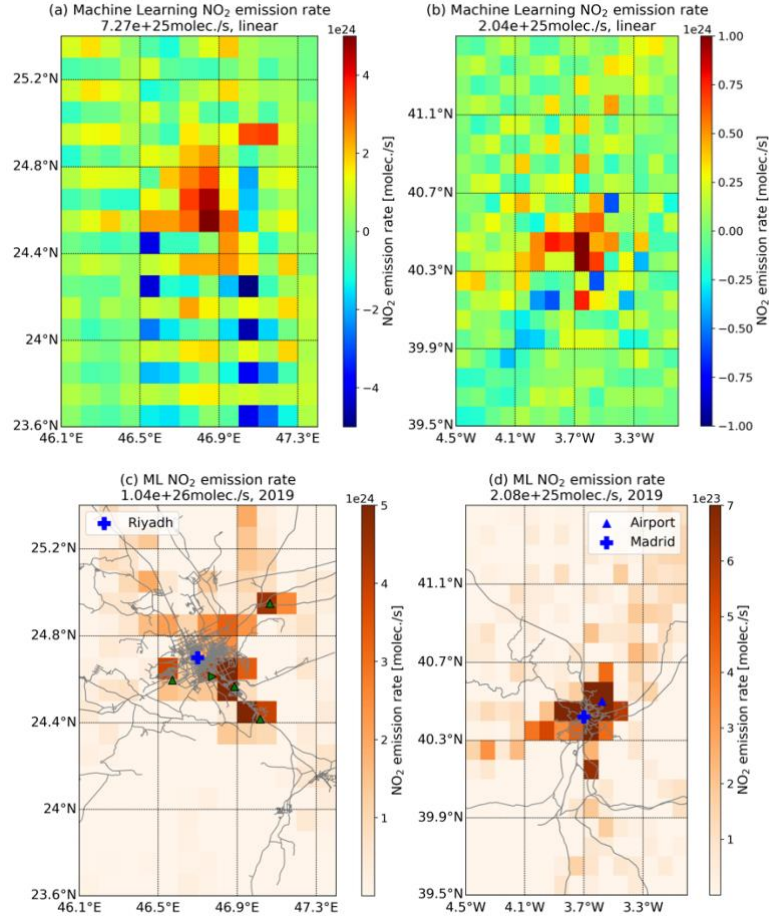 (a) Machine Learning NO₂ emission rate
7.27e+25molec./s, linear
1e24
25.2°N
24.8°N
24.4°N
24°N
23.6°N
46.1°E 46.5°E 46.9°E 47.3°E
4
2
0
−2
−4
NO₂ emission rate [molec./s]
(b) Machine Learning NO₂ emission rate
2.04e+25molec./s, linear
1e24
41.1°N
40.7°N
40.3°N
39.9°N
39.5°N
4.5°W 4.1°W 3.7°W 3.3°W
1.00
0.75
0.50
0.25
0.00
−0.25
−0.50
−0.75
−1.00
NO₂ emission rate [molec./s]
(c) ML NO₂ emission rate
1.04e+26molec./s, 2019
1e24
Riyadh
25.2°N
24.8°N
24.4°N
24°N
23.6°N
46.1°E 46.5°E 46.9°E 47.3°E
5
4
3
2
1
NO₂ emission rate [molec./s]
(d) ML NO₂ emission rate
2.08e+25molec./s, 2019
1e23
Airport
Madrid
41.1°N
40.7°N
40.3°N
39.9°N
39.5°N
4.5°W 4.1°W 3.7°W 3.3°W
7
6
5
4
3
2
1
NO₂ emission rate [molec./s]